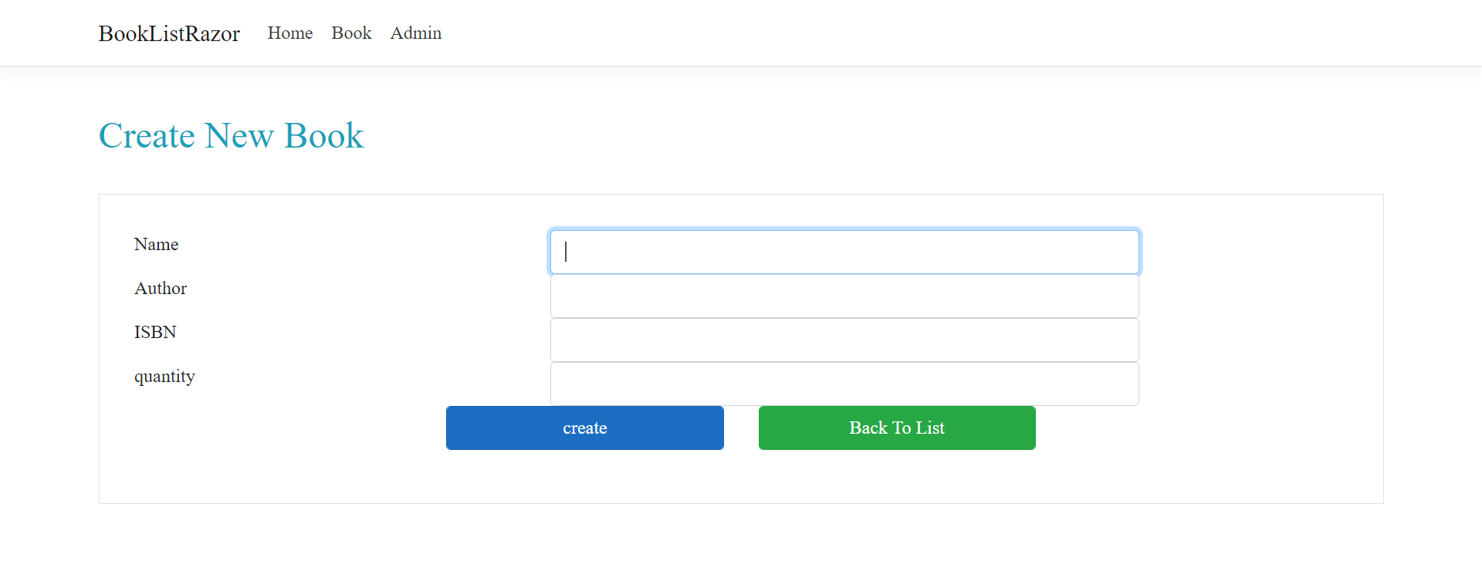 BookListRazor Home Book Admin
Create New Book
Name
Author
ISBN
quantity
create Back To List